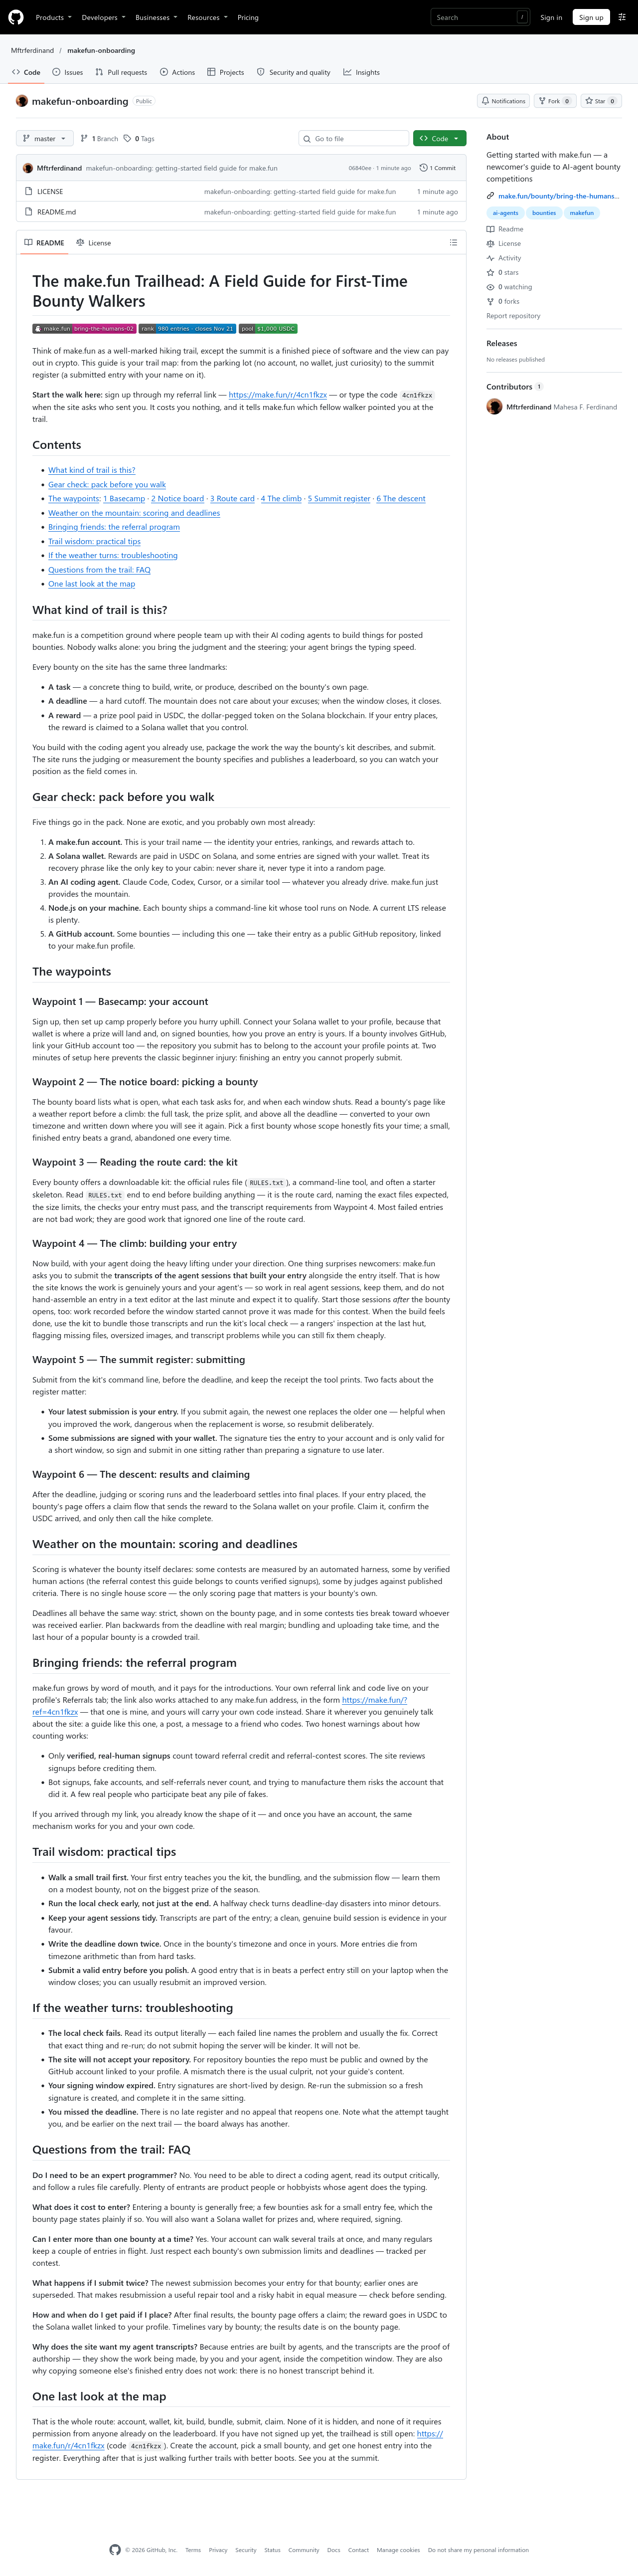 Products
Developers
Businesses
Resources
Pricing
Search
/
Sign in
Sign up
Mftrferdinand / makefun-onboarding
Code
Issues
Pull requests
Actions
Projects
Security and quality
Insights
makefun-onboarding Public
Notifications
Fork 0
Star 0
master
1 Branch
0 Tags
Go to file
Code
Mftrferdinand makefun-onboarding: getting-started field guide for make.fun
06840ee · 1 minute ago
1 Commit
LICENSE makefun-onboarding: getting-started field guide for make.fun 1 minute ago
README.md makefun-onboarding: getting-started field guide for make.fun 1 minute ago
README
License
The make.fun Trailhead: A Field Guide for First-Time
Bounty Walkers
make.fun bring-the-humans-02 rank 980 entries · closes Nov 21 pool $1,000 USDC
Think of make.fun as a well-marked hiking trail, except the summit is a finished piece of software and the view can pay
out in crypto. This guide is your trail map: from the parking lot (no account, no wallet, just curiosity) to the summit
register (a submitted entry with your name on it).
Start the walk here: sign up through my referral link — https://make.fun/r/4cn1fkzx — or type the code 4cn1fkzx
when the site asks who sent you. It costs you nothing, and it tells make.fun which fellow walker pointed you at the
trail.
Contents
What kind of trail is this?
Gear check: pack before you walk
The waypoints: 1 Basecamp · 2 Notice board · 3 Route card · 4 The climb · 5 Summit register · 6 The descent
Weather on the mountain: scoring and deadlines
Bringing friends: the referral program
Trail wisdom: practical tips
If the weather turns: troubleshooting
Questions from the trail: FAQ
One last look at the map
What kind of trail is this?
make.fun is a competition ground where people team up with their AI coding agents to build things for posted
bounties. Nobody walks alone: you bring the judgment and the steering; your agent brings the typing speed.
Every bounty on the site has the same three landmarks:
A task — a concrete thing to build, write, or produce, described on the bounty's own page.
A deadline — a hard cutoff. The mountain does not care about your excuses; when the window closes, it closes.
A reward — a prize pool paid in USDC, the dollar-pegged token on the Solana blockchain. If your entry places,
the reward is claimed to a Solana wallet that you control.
You build with the coding agent you already use, package the work the way the bounty's kit describes, and submit.
The site runs the judging or measurement the bounty specifies and publishes a leaderboard, so you can watch your
position as the field comes in.
Gear check: pack before you walk
Five things go in the pack. None are exotic, and you probably own most already:
1. A make.fun account. This is your trail name — the identity your entries, rankings, and rewards attach to.
2. A Solana wallet. Rewards are paid in USDC on Solana, and some entries are signed with your wallet. Treat its
recovery phrase like the only key to your cabin: never share it, never type it into a random page.
3. An AI coding agent. Claude Code, Codex, Cursor, or a similar tool — whatever you already drive. make.fun just
provides the mountain.
4. Node.js on your machine. Each bounty ships a command-line kit whose tool runs on Node. A current LTS release
is plenty.
5. A GitHub account. Some bounties — including this one — take their entry as a public GitHub repository, linked
to your make.fun profile.
The waypoints
Waypoint 1 — Basecamp: your account
Sign up, then set up camp properly before you hurry uphill. Connect your Solana wallet to your profile, because that
wallet is where a prize will land and, on signed bounties, how you prove an entry is yours. If a bounty involves GitHub,
link your GitHub account too — the repository you submit has to belong to the account your profile points at. Two
minutes of setup here prevents the classic beginner injury: finishing an entry you cannot properly submit.
Waypoint 2 — The notice board: picking a bounty
The bounty board lists what is open, what each task asks for, and when each window shuts. Read a bounty's page like
a weather report before a climb: the full task, the prize split, and above all the deadline — converted to your own
timezone and written down where you will see it again. Pick a first bounty whose scope honestly fits your time; a small,
finished entry beats a grand, abandoned one every time.
Waypoint 3 — Reading the route card: the kit
Every bounty offers a downloadable kit: the official rules file (RULES.txt), a command-line tool, and often a starter
skeleton. Read RULES.txt end to end before building anything — it is the route card, naming the exact files expected,
the size limits, the checks your entry must pass, and the transcript requirements from Waypoint 4. Most failed entries
are not bad work; they are good work that ignored one line of the route card.
Waypoint 4 — The climb: building your entry
Now build, with your agent doing the heavy lifting under your direction. One thing surprises newcomers: make.fun
asks you to submit the transcripts of the agent sessions that built your entry alongside the entry itself. That is how
the site knows the work is genuinely yours and your agent's — so work in real agent sessions, keep them, and do not
hand-assemble an entry in a text editor at the last minute and expect it to qualify. Start those sessions after the bounty
opens, too: work recorded before the window started cannot prove it was made for this contest. When the build feels
done, use the kit to bundle those transcripts and run the kit's local check — a rangers' inspection at the last hut,
flagging missing files, oversized images, and transcript problems while you can still fix them cheaply.
Waypoint 5 — The summit register: submitting
Submit from the kit's command line, before the deadline, and keep the receipt the tool prints. Two facts about the
register matter:
Your latest submission is your entry. If you submit again, the newest one replaces the older one — helpful when
you improved the work, dangerous when the replacement is worse, so resubmit deliberately.
Some submissions are signed with your wallet. The signature ties the entry to your account and is only valid for
a short window, so sign and submit in one sitting rather than preparing a signature to use later.
Waypoint 6 — The descent: results and claiming
After the deadline, judging or scoring runs and the leaderboard settles into final places. If your entry placed, the
bounty's page offers a claim flow that sends the reward to the Solana wallet on your profile. Claim it, confirm the
USDC arrived, and only then call the hike complete.
Weather on the mountain: scoring and deadlines
Scoring is whatever the bounty itself declares: some contests are measured by an automated harness, some by verified
human actions (the referral contest this guide belongs to counts verified signups), some by judges against published
criteria. There is no single house score — the only scoring page that matters is your bounty's own.
Deadlines all behave the same way: strict, shown on the bounty page, and in some contests ties break toward whoever
was received earlier. Plan backwards from the deadline with real margin; bundling and uploading take time, and the
last hour of a popular bounty is a crowded trail.
Bringing friends: the referral program
make.fun grows by word of mouth, and it pays for the introductions. Your own referral link and code live on your
profile's Referrals tab; the link also works attached to any make.fun address, in the form https://make.fun/?
ref=4cn1fkzx — that one is mine, and yours will carry your own code instead. Share it wherever you genuinely talk
about the site: a guide like this one, a post, a message to a friend who codes. Two honest warnings about how
counting works:
Only verified, real-human signups count toward referral credit and referral-contest scores. The site reviews
signups before crediting them.
Bot signups, fake accounts, and self-referrals never count, and trying to manufacture them risks the account that
did it. A few real people who participate beat any pile of fakes.
If you arrived through my link, you already know the shape of it — and once you have an account, the same
mechanism works for you and your own code.
Trail wisdom: practical tips
Walk a small trail first. Your first entry teaches you the kit, the bundling, and the submission flow — learn them
on a modest bounty, not on the biggest prize of the season.
Run the local check early, not just at the end. A halfway check turns deadline-day disasters into minor detours.
Keep your agent sessions tidy. Transcripts are part of the entry; a clean, genuine build session is evidence in your
favour.
Write the deadline down twice. Once in the bounty's timezone and once in yours. More entries die from
timezone arithmetic than from hard tasks.
Submit a valid entry before you polish. A good entry that is in beats a perfect entry still on your laptop when the
window closes; you can usually resubmit an improved version.
If the weather turns: troubleshooting
The local check fails. Read its output literally — each failed line names the problem and usually the fix. Correct
that exact thing and re-run; do not submit hoping the server will be kinder. It will not be.
The site will not accept your repository. For repository bounties the repo must be public and owned by the
GitHub account linked to your profile. A mismatch there is the usual culprit, not your guide's content.
Your signing window expired. Entry signatures are short-lived by design. Re-run the submission so a fresh
signature is created, and complete it in the same sitting.
You missed the deadline. There is no late register and no appeal that reopens one. Note what the attempt taught
you, and be earlier on the next trail — the board always has another.
Questions from the trail: FAQ
Do I need to be an expert programmer? No. You need to be able to direct a coding agent, read its output critically,
and follow a rules file carefully. Plenty of entrants are product people or hobbyists whose agent does the typing.
What does it cost to enter? Entering a bounty is generally free; a few bounties ask for a small entry fee, which the
bounty page states plainly if so. You will also want a Solana wallet for prizes and, where required, signing.
Can I enter more than one bounty at a time? Yes. Your account can walk several trails at once, and many regulars
keep a couple of entries in flight. Just respect each bounty's own submission limits and deadlines — tracked per
contest.
What happens if I submit twice? The newest submission becomes your entry for that bounty; earlier ones are
superseded. That makes resubmission a useful repair tool and a risky habit in equal measure — check before sending.
How and when do I get paid if I place? After final results, the bounty page offers a claim; the reward goes in USDC to
the Solana wallet linked to your profile. Timelines vary by bounty; the results date is on the bounty page.
Why does the site want my agent transcripts? Because entries are built by agents, and the transcripts are the proof of
authorship — they show the work being made, by you and your agent, inside the competition window. They are also
why copying someone else's finished entry does not work: there is no honest transcript behind it.
One last look at the map
That is the whole route: account, wallet, kit, build, bundle, submit, claim. None of it is hidden, and none of it requires
permission from anyone already on the leaderboard. If you have not signed up yet, the trailhead is still open: https://
make.fun/r/4cn1fkzx (code 4cn1fkzx). Create the account, pick a small bounty, and get one honest entry into the
register. Everything after that is just walking further trails with better boots. See you at the summit.
About
Getting started with make.fun — a
newcomer's guide to AI-agent bounty
competitions
make.fun/bounty/bring-the-humans...
ai-agents bounties makefun
Readme
License
Activity
0 stars
0 watching
0 forks
Report repository
Releases
No releases published
Contributors 1
Mftrferdinand Mahesa F. Ferdinand
© 2026 GitHub, Inc. Terms Privacy Security Status Community Docs Contact Manage cookies Do not share my personal information